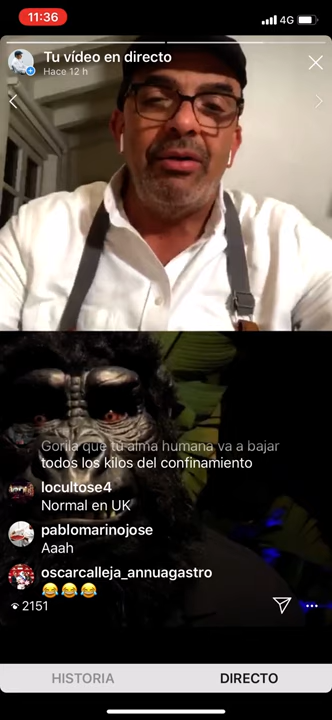 11:36
4G
Tu vídeo en directo
Hace 12 h
Gorila que tu alma humana va a bajar
todos los kilos del confinamiento
locultose4
Normal en UK
pablomarinojose
Aaah
oscarcalleja_annuagastro
😂😂😂
2151
HISTORIA
DIRECTO